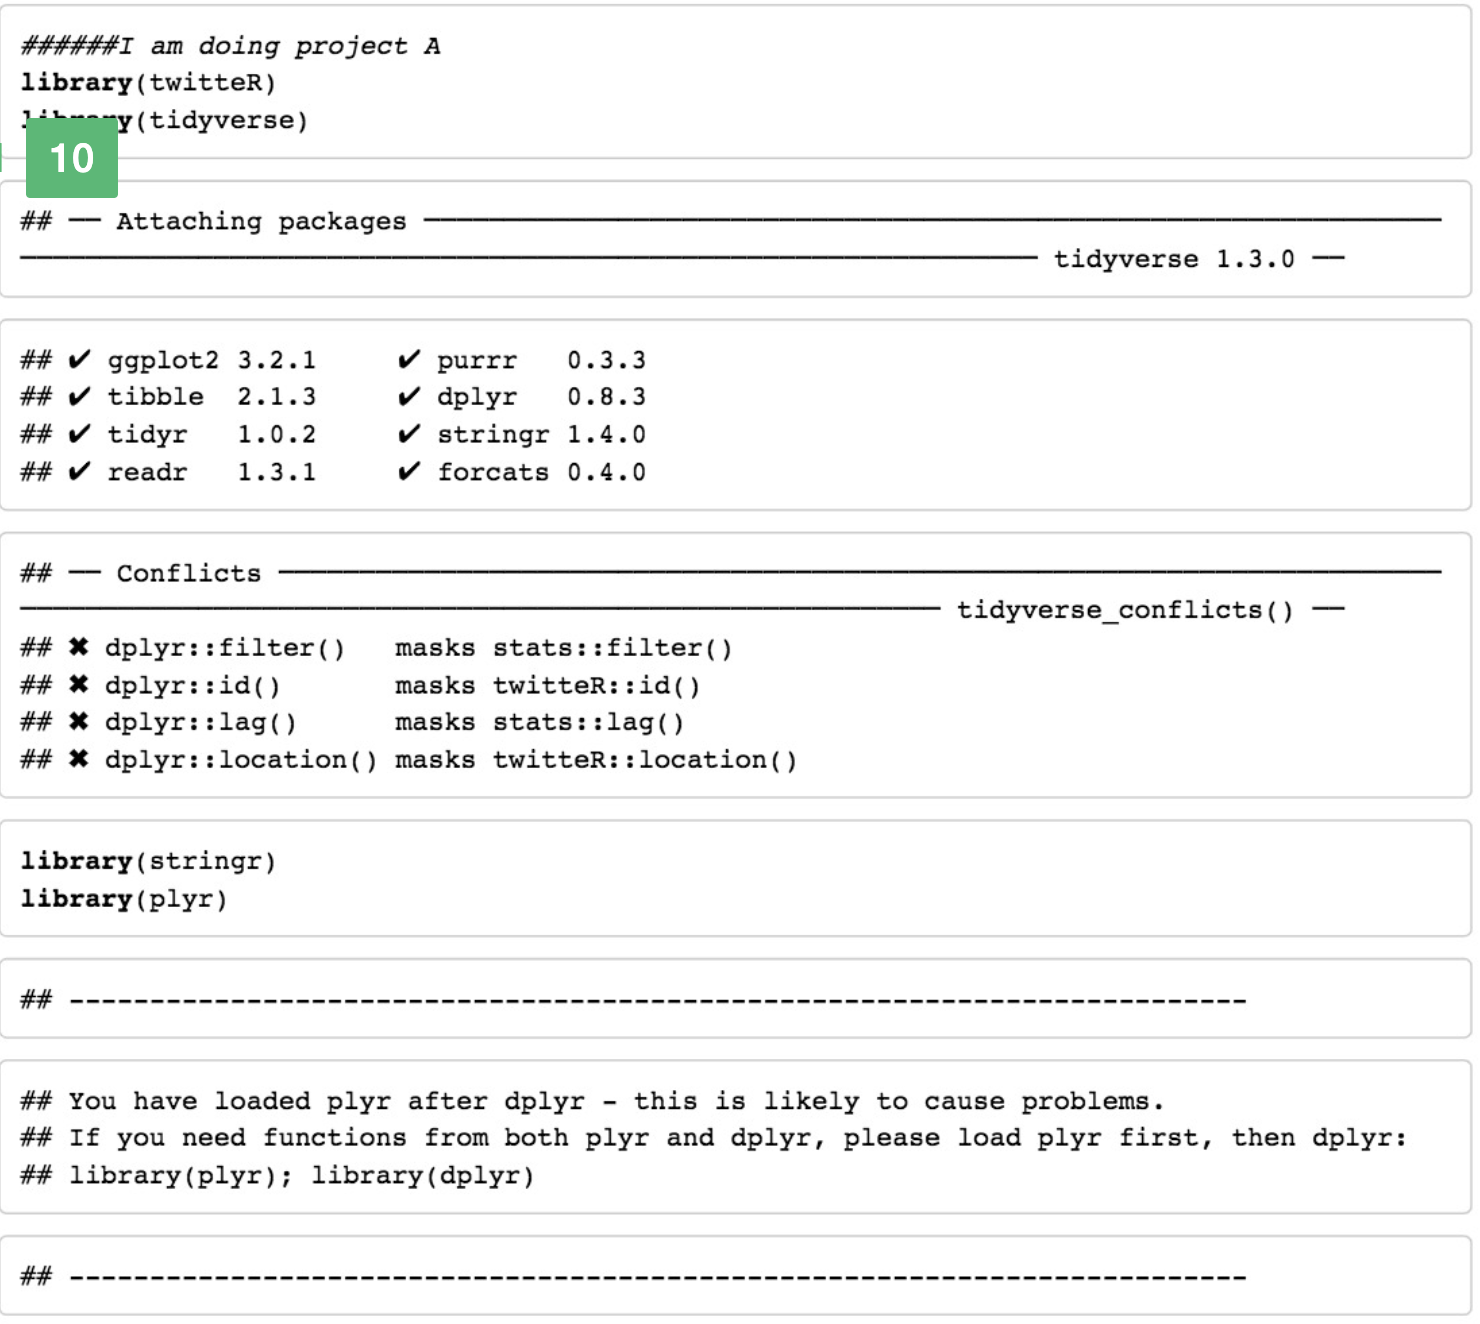 ######I am doing project A
library(twitteR)
library(tidyverse)
10
## ── Attaching packages ───────────────────────────────────────────────────────────────
─────────────────────────────────────────────────────────────── tidyverse 1.3.0 ──
## ✔ ggplot2 3.2.1     ✔ purrr   0.3.3
## ✔ tibble  2.1.3     ✔ dplyr   0.8.3
## ✔ tidyr   1.0.2     ✔ stringr 1.4.0
## ✔ readr   1.3.1     ✔ forcats 0.4.0
## ── Conflicts ────────────────────────────────────────────────────────────────────────
───────────────────────────────────────────────────────── tidyverse_conflicts() ──
## ✖ dplyr::filter()   masks stats::filter()
## ✖ dplyr::id()       masks twitteR::id()
## ✖ dplyr::lag()      masks stats::lag()
## ✖ dplyr::location() masks twitteR::location()
library(stringr)
library(plyr)
## -------------------------------------------------------------------------
## You have loaded plyr after dplyr - this is likely to cause problems.
## If you need functions from both plyr and dplyr, please load plyr first, then dplyr:
## library(plyr); library(dplyr)
## -------------------------------------------------------------------------